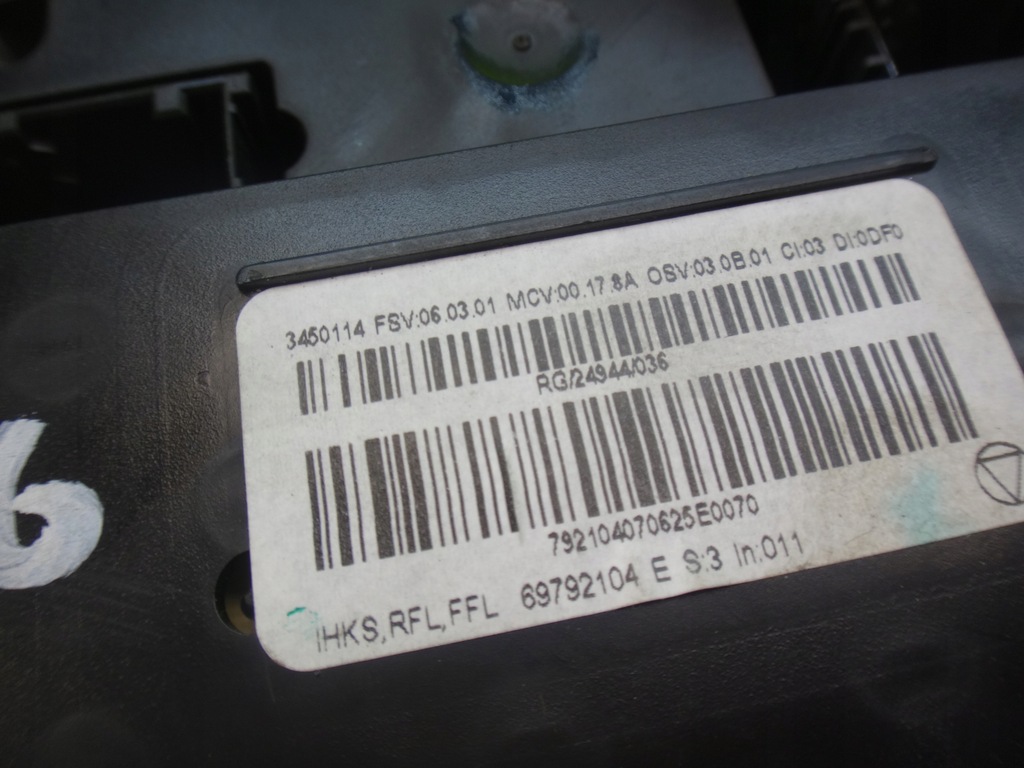 3450114 FSV:06.03.01 MCV:00.17.8A OSV:03.0B.01 CI:03 DI:0DF0
RG/24944/036
792104070625E0070
IHKS,RFL,FFL 69792104 E S:3 In:011
6